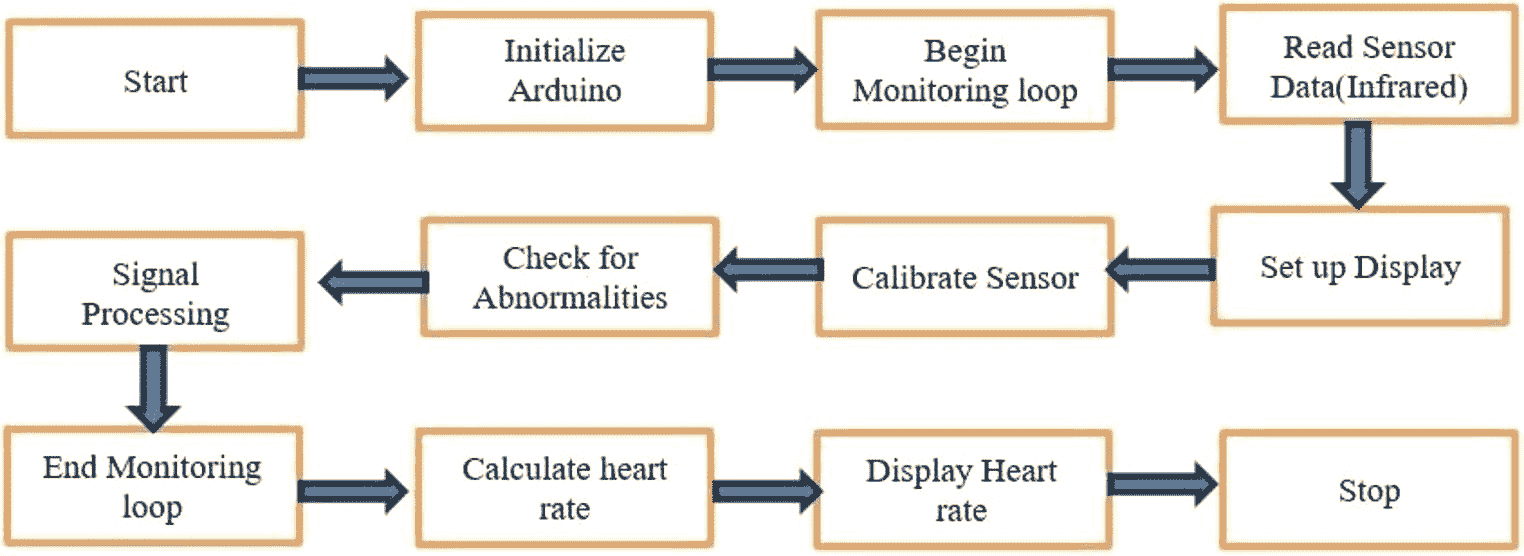 Start
Initialize
Arduino
Begin
Monitoring loop
Read Sensor
Data(Infrared)
Set up Display
Calibrate Sensor
Check for
Abnormalities
Signal
Processing
End Monitoring
loop
Calculate heart
rate
Display Heart
rate
Stop